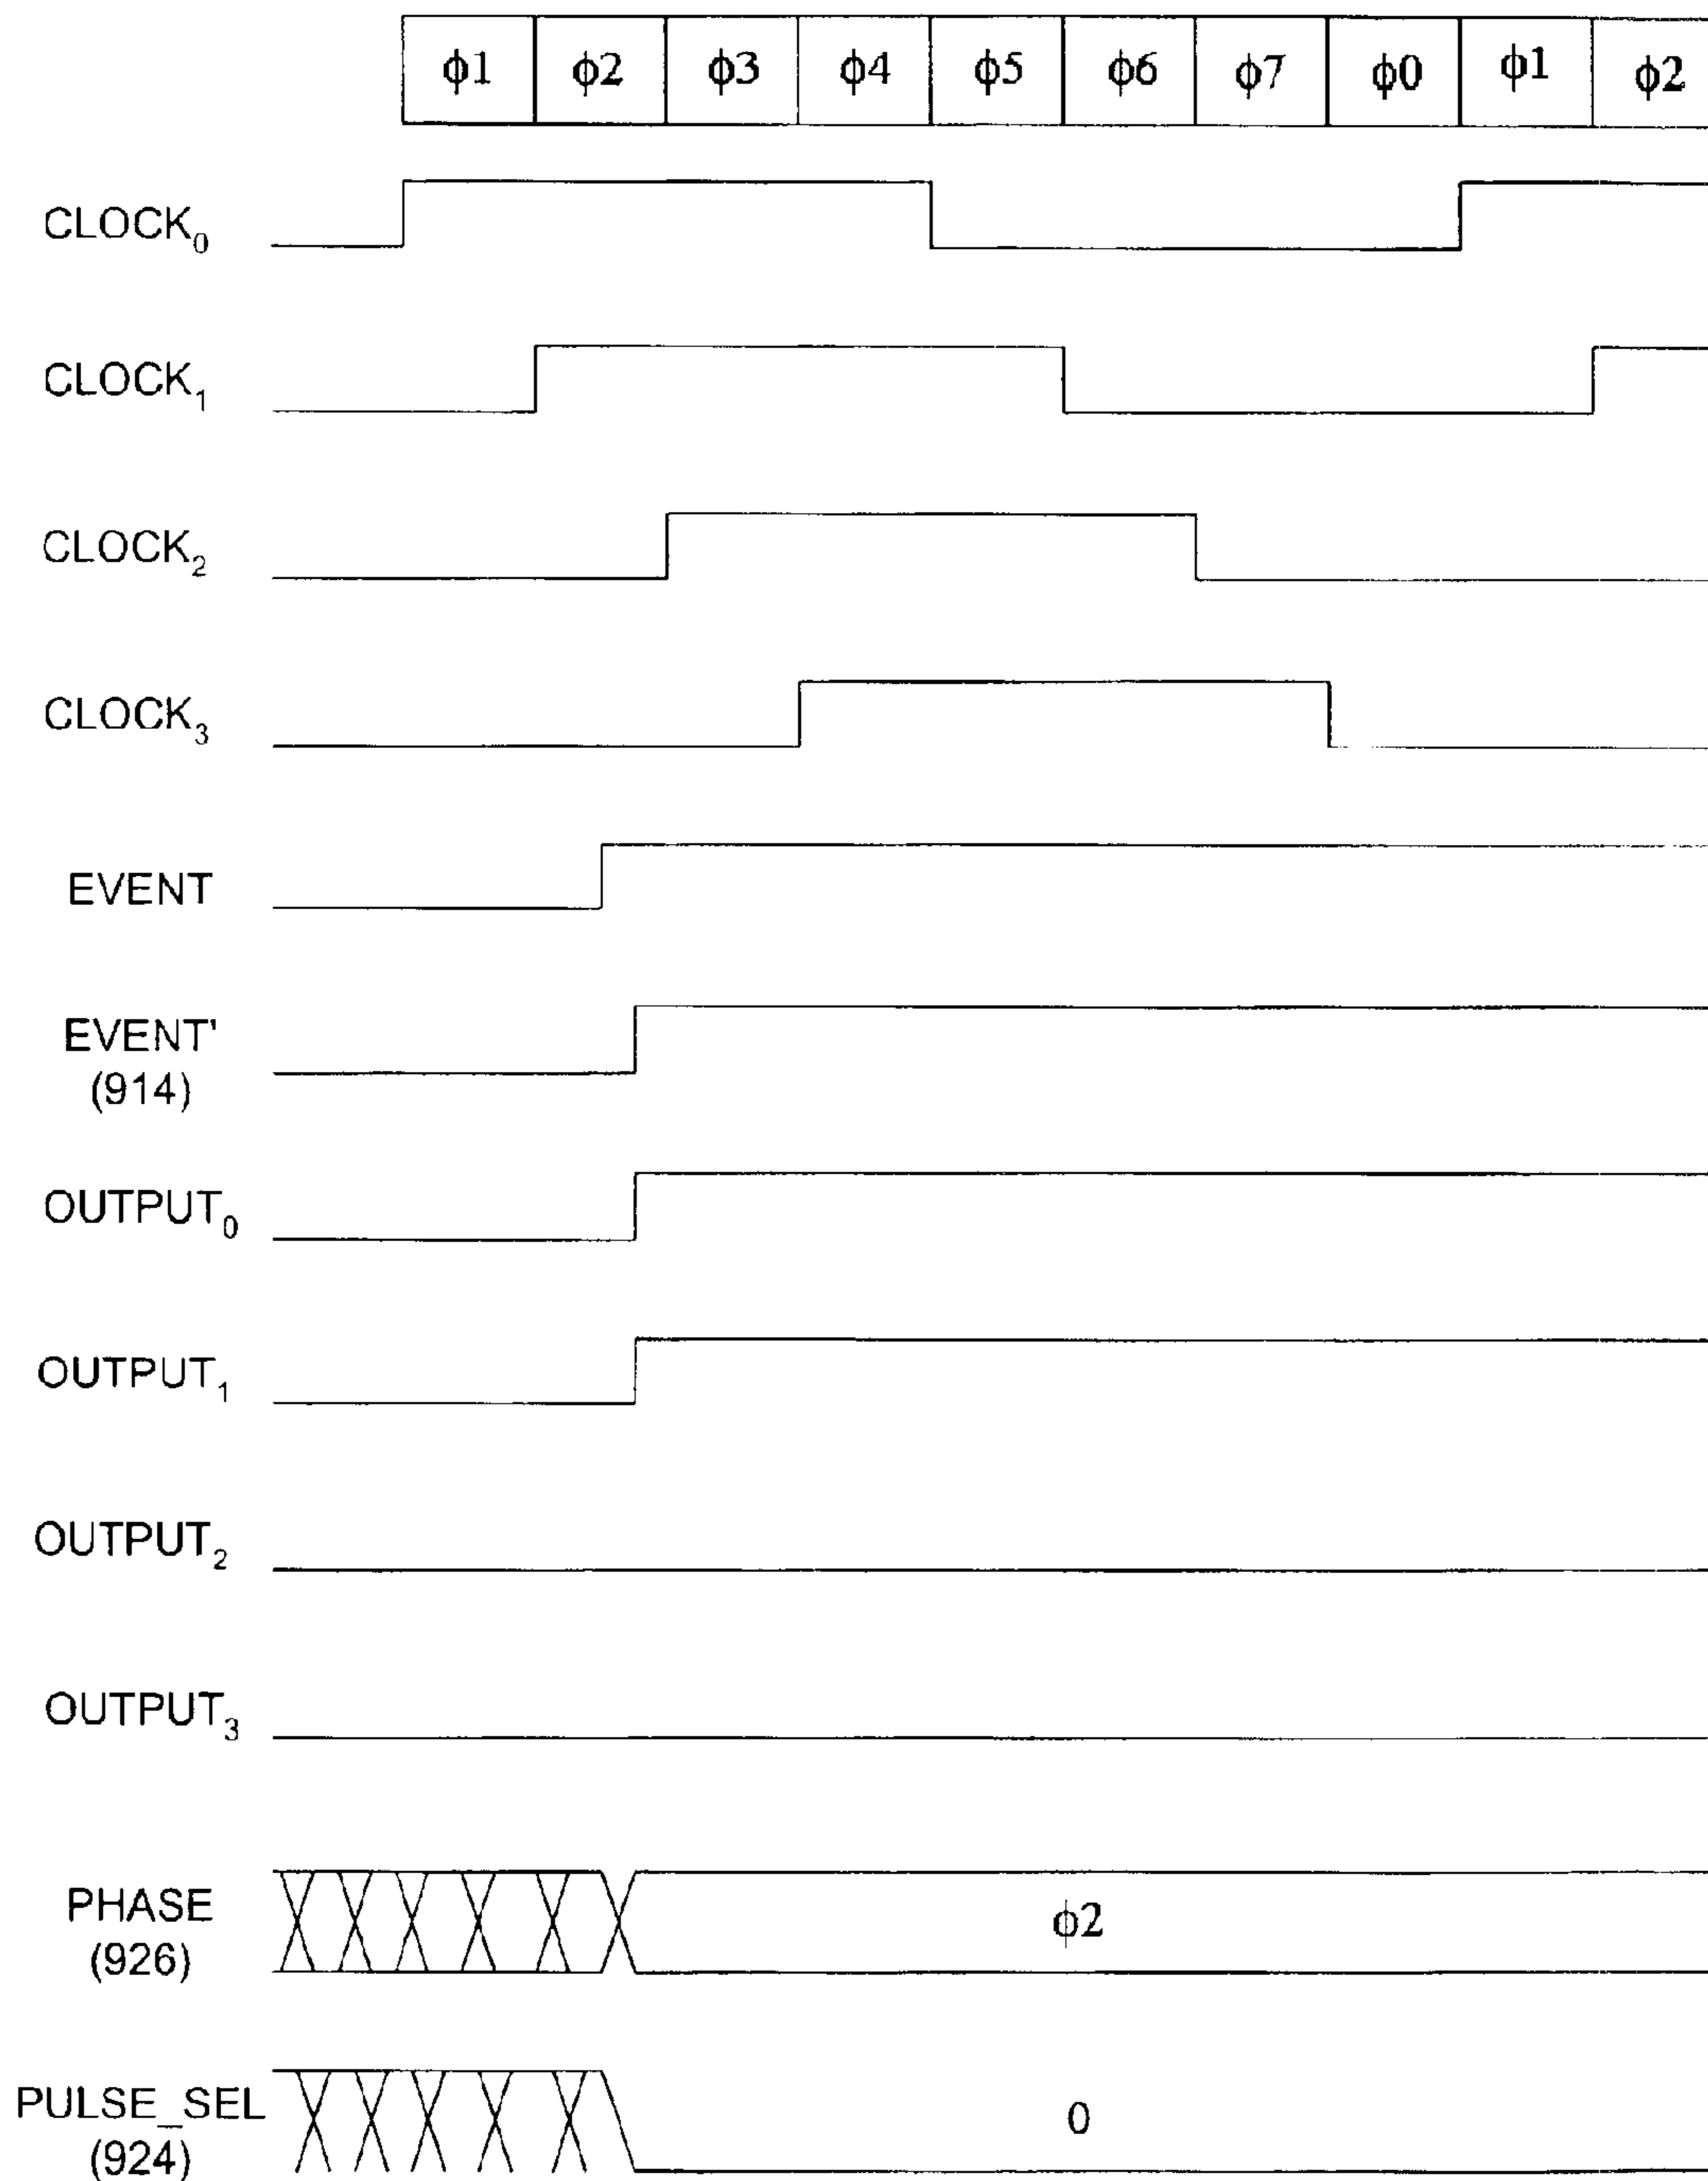 ϕ1 ϕ2 ϕ3 ϕ4 ϕ5 ϕ6 ϕ7 ϕ0 ϕ1 ϕ2
CLOCK₀
CLOCK₁
CLOCK₂
CLOCK₃
EVENT
EVENT'
(914)
OUTPUT₀
OUTPUT₁
OUTPUT₂
OUTPUT₃
PHASE
(926)
ϕ2
PULSE_SEL
(924)
0